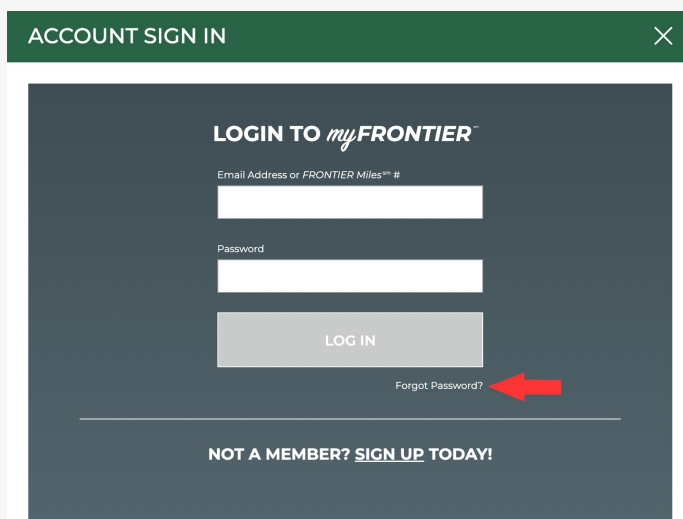 ACCOUNT SIGN IN
LOGIN TO myFRONTIER℠
Email Address or FRONTIER Miles℠ #
Password
LOG IN
Forgot Password?
NOT A MEMBER? SIGN UP TODAY!